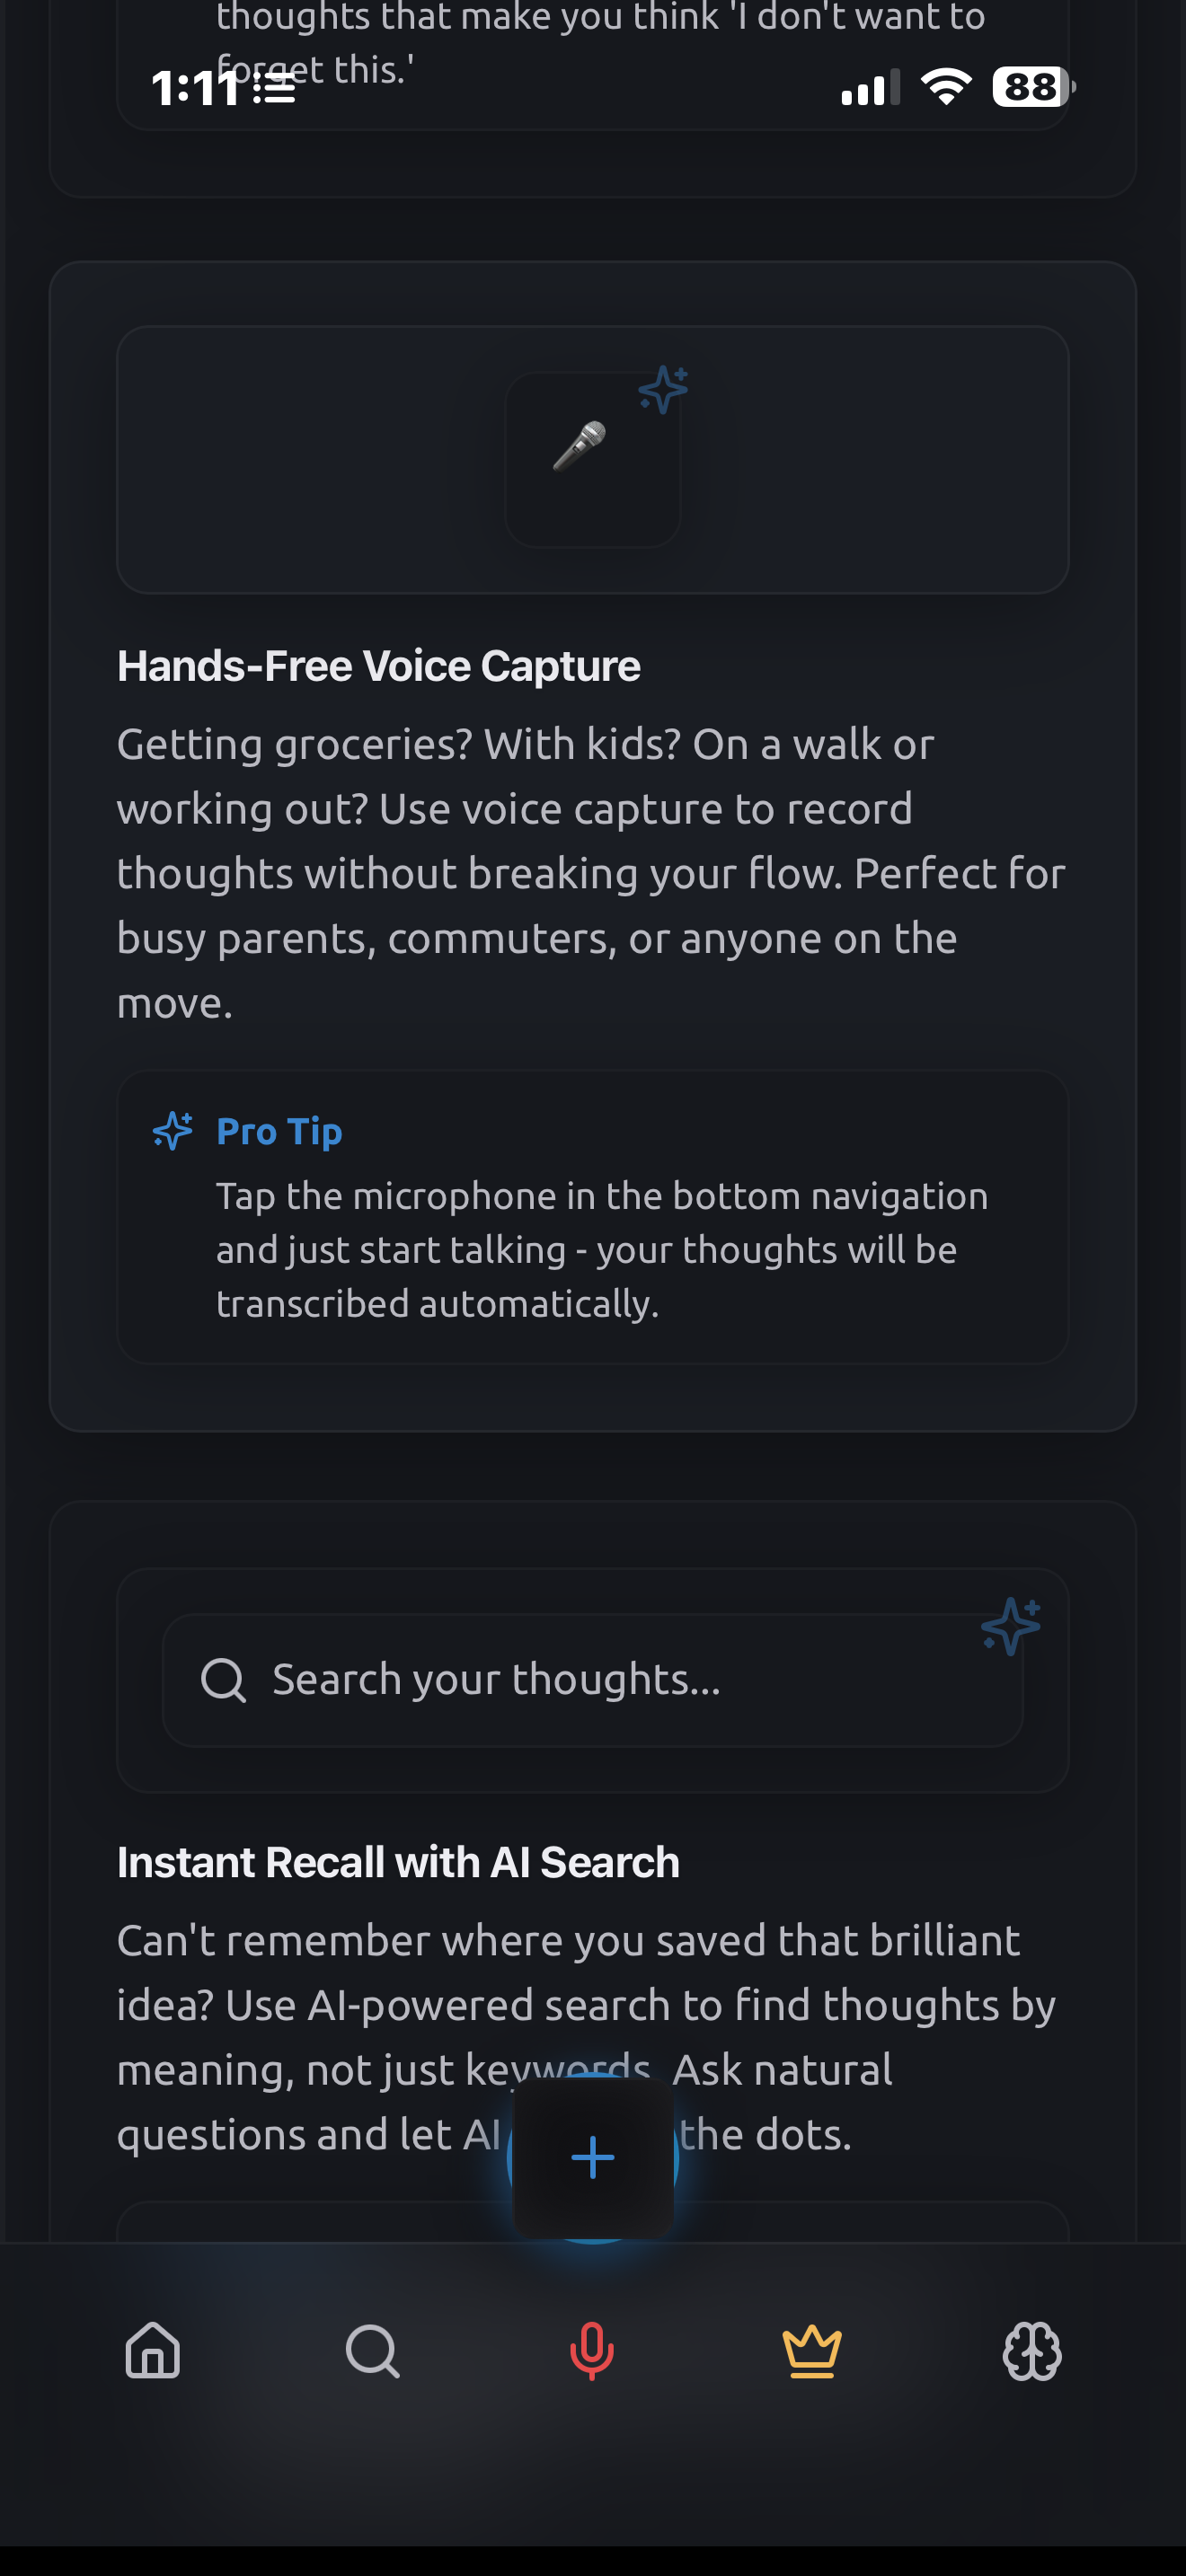 thoughts that make you think 'I don't want to
forget this.'
1:11
88
Hands-Free Voice Capture
Getting groceries? With kids? On a walk or
working out? Use voice capture to record
thoughts without breaking your flow. Perfect for
busy parents, commuters, or anyone on the
move.
Pro Tip
Tap the microphone in the bottom navigation
and just start talking - your thoughts will be
transcribed automatically.
Search your thoughts...
Instant Recall with AI Search
Can't remember where you saved that brilliant
idea? Use AI-powered search to find thoughts by
meaning, not just keywords. Ask natural
questions and let AI the dots.